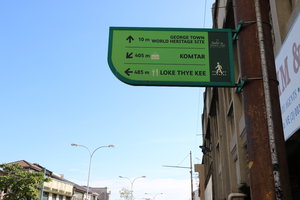 GEORGE TOWN
10 m WORLD HERITAGE SITE
405 m KOMTAR
485 m LOKE THYE KEE
M &